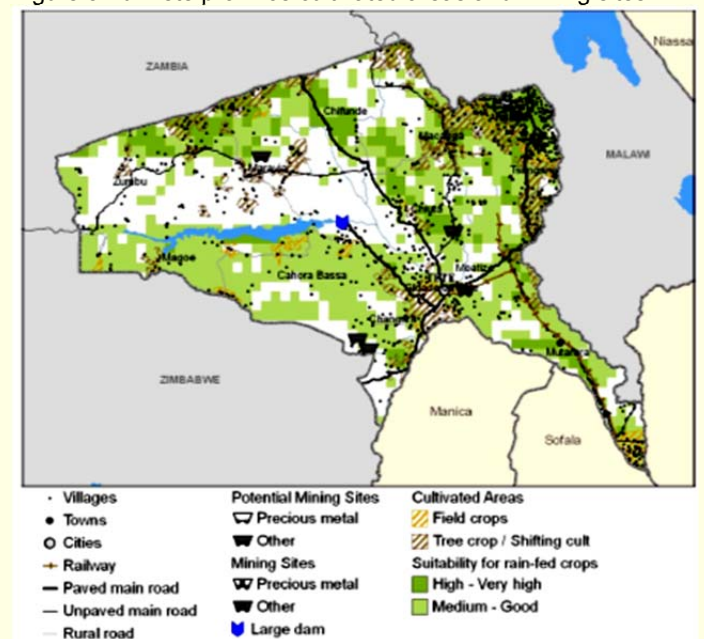 ZAMBIA
Niassa
Chifunde
MALAWI
Zumbu
Magoe
Cahora Bassa
Moatize
Mutarara
ZIMBABWE
Manica
Sofala
Villages
Towns
Cities
Railway
Paved main road
Unpaved main road
Rural road
Potential Mining Sites
Precious metal
Other
Mining Sites
Precious metal
Other
Large dam
Cultivated Areas
Field crops
Tree crop / Shifting cult
Suitability for rain-fed crops
High - Very high
Medium - Good